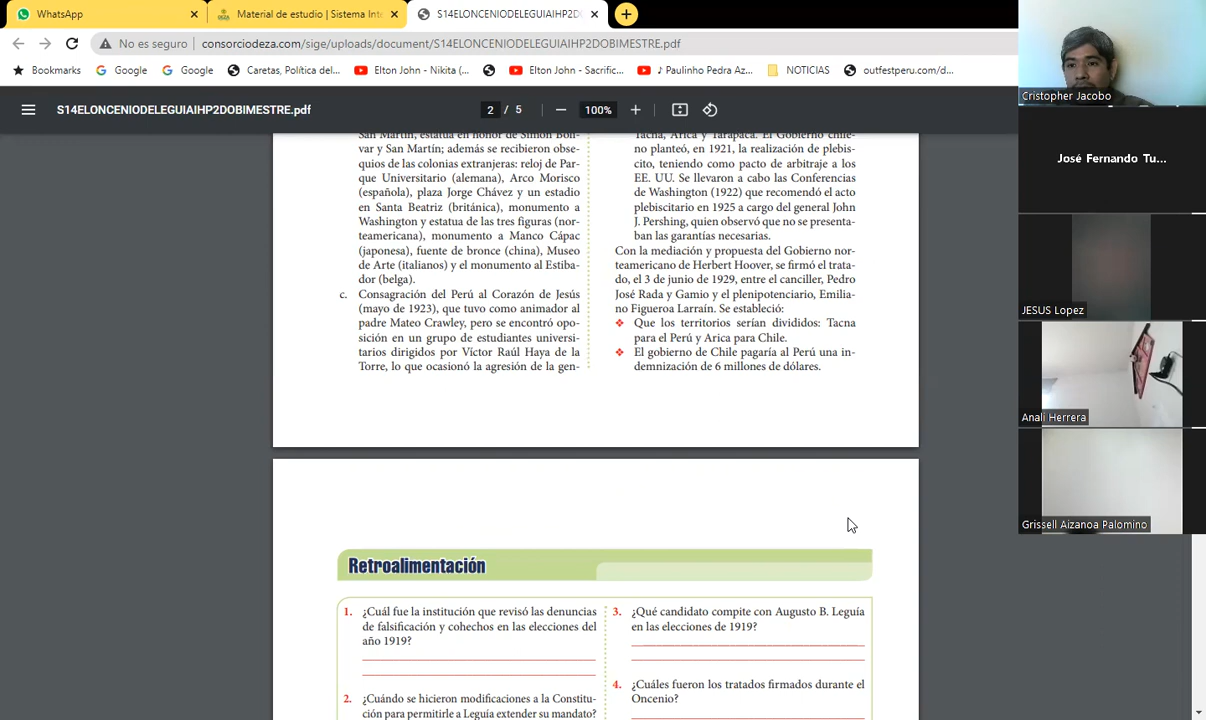 WhatsApp
Material de estudio | Sistema Inte
S14ELONCENIODELEGUIAIHP2DO
No es seguro
consorciodeza.com/sige/uploads/document/S14ELONCENIODELEGUIAIHP2DOBIMESTRE.pdf
Bookmarks
Google
Google
Caretas, Política del...
Elton John - Nikita (...
Elton John - Sacrific...
♪ Paulinho Pedra Az...
NOTICIAS
outfestperu.com/d...
S14ELONCENIODELEGUIAIHP2DOBIMESTRE.pdf
2 / 5
100%
San Martín, estatua en honor de Simón Bolí-
var y San Martín; además se recibieron obse-
quios de las colonias extranjeras: reloj de Par-
que Universitario (alemana), Arco Morisco
(española), plaza Jorge Chávez y un estadio
en Santa Beatriz (británica), monumento a
Washington y estatua de las tres figuras (nor-
teamericana), monumento a Manco Cápac
(japonesa), fuente de bronce (china), Museo
de Arte (italianos) y el monumento al Estiba-
dor (belga).
c. Consagración del Perú al Corazón de Jesús
(mayo de 1923), que tuvo como animador al
padre Mateo Crawley, pero se encontró opo-
sición en un grupo de estudiantes universi-
tarios dirigidos por Víctor Raúl Haya de la
Torre, lo que ocasionó la agresión de la gen-
Tacna, Arica y Tarapacá. El Gobierno chile-
no planteó, en 1921, la realización de plebis-
cito, teniendo como pacto de arbitraje a los
EE. UU. Se llevaron a cabo las Conferencias
de Washington (1922) que recomendó el acto
plebiscitario en 1925 a cargo del general John
J. Pershing, quien observó que no se presenta-
ban las garantías necesarias.
Con la mediación y propuesta del Gobierno nor-
teamericano de Herbert Hoover, se firmó el trata-
do, el 3 de junio de 1929, entre el canciller, Pedro
José Rada y Gamio y el plenipotenciario, Emilia-
no Figueroa Larraín. Se estableció:
❖ Que los territorios serían divididos: Tacna
para el Perú y Arica para Chile.
❖ El gobierno de Chile pagaría al Perú una in-
demnización de 6 millones de dólares.
Retroalimentación
1. ¿Cuál fue la institución que revisó las denuncias
de falsificación y cohechos en las elecciones del
año 1919?
2. ¿Cuándo se hicieron modificaciones a la Constitu-
ción para permitirle a Leguía extender su mandato?
3. ¿Qué candidato compite con Augusto B. Leguía
en las elecciones de 1919?
4. ¿Cuáles fueron los tratados firmados durante el
Oncenio?
Cristopher Jacobo
José Fernando Tu...
JESUS Lopez
Anali Herrera
Grissell Aizanoa Palomino